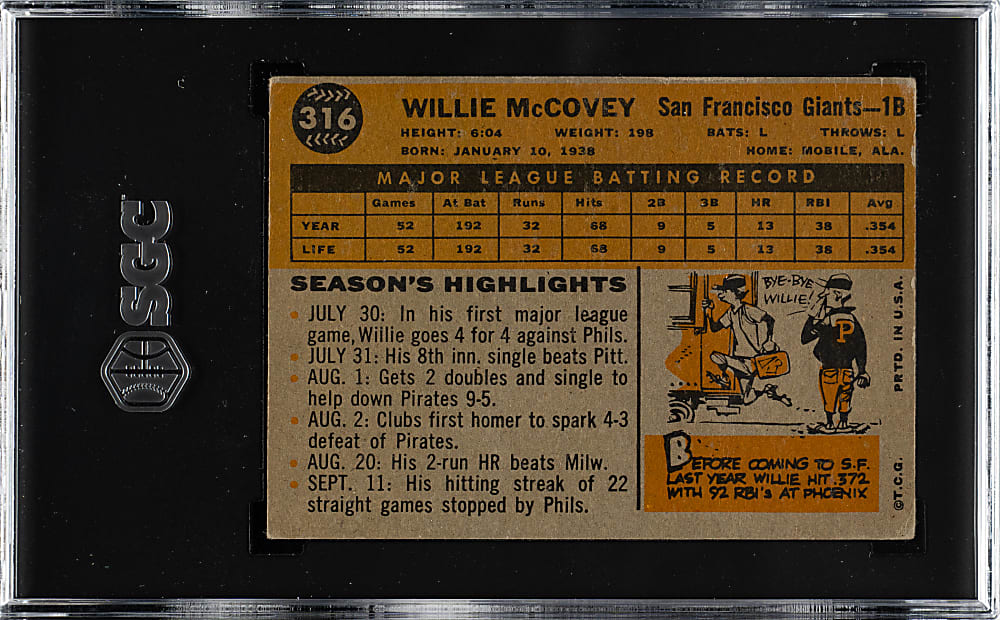 SGC
316
WILLIE McCOVEY San Francisco Giants—1B
HEIGHT: 6:04 WEIGHT: 198 BATS: L THROWS: L
BORN: JANUARY 10, 1938 HOME: MOBILE, ALA.
MAJOR LEAGUE BATTING RECORD
Games At Bat Runs Hits 2B 3B HR RBI Avg
YEAR 52 192 32 68 9 5 13 38 .354
LIFE 52 192 32 68 9 5 13 38 .354
SEASON'S HIGHLIGHTS
JULY 30: In his first major league
game, Willie goes 4 for 4 against Phils.
JULY 31: His 8th inn. single beats Pitt.
AUG. 1: Gets 2 doubles and single to
help down Pirates 9-5.
AUG. 2: Clubs first homer to spark 4-3
defeat of Pirates.
AUG. 20: His 2-run HR beats Milw.
SEPT. 11: His hitting streak of 22
straight games stopped by Phils.
BYE-BYE
WILLIE!
P
BEFORE COMING TO S.F.
LAST YEAR WILLIE HIT .372
WITH 92 RBI's AT PHOENIX
©T.C.G. PRTD. IN U.S.A.